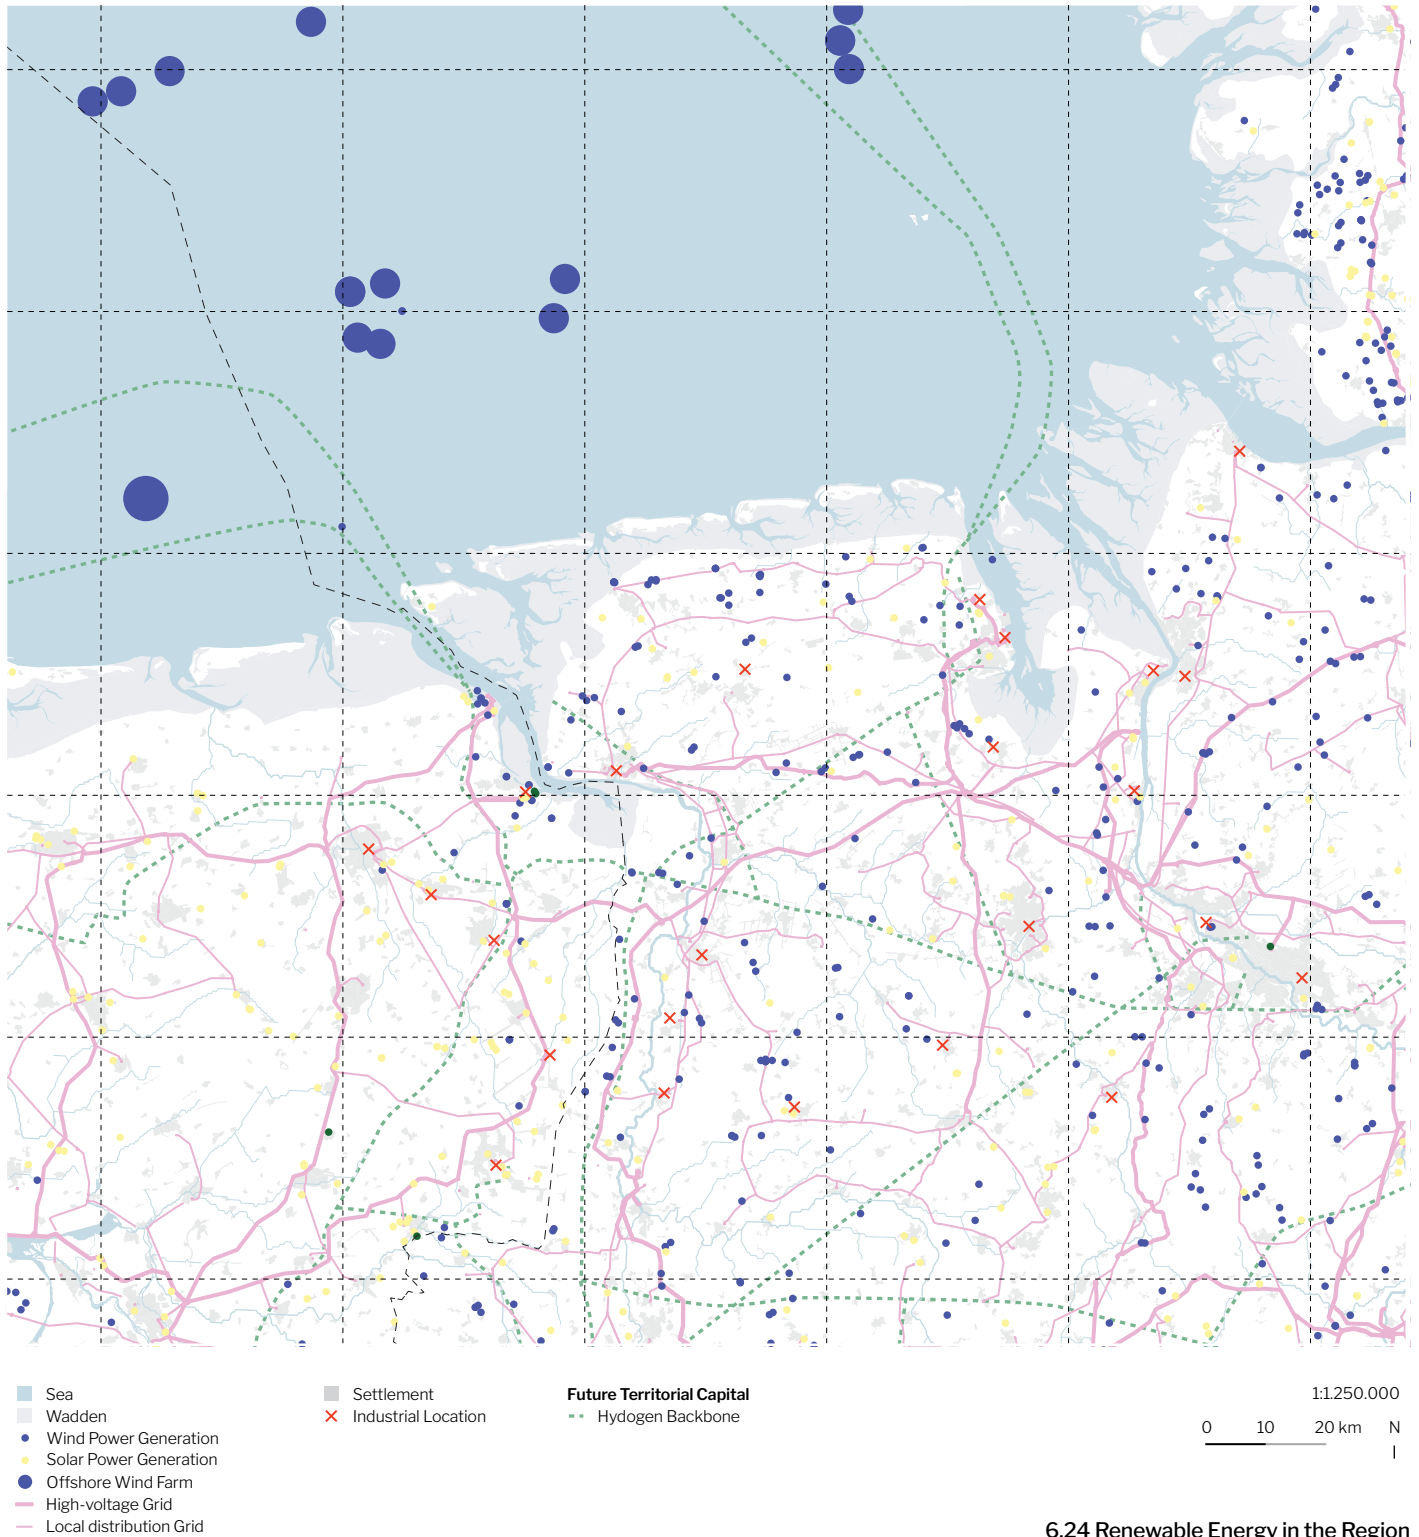 Sea
Wadden
Wind Power Generation
Solar Power Generation
Offshore Wind Farm
High-voltage Grid
Local distribution Grid
Settlement
Industrial Location
Future Territorial Capital
Hydogen Backbone
1:1.250.000
0 10 20 km N
6.24 Renewable Energy in the Region